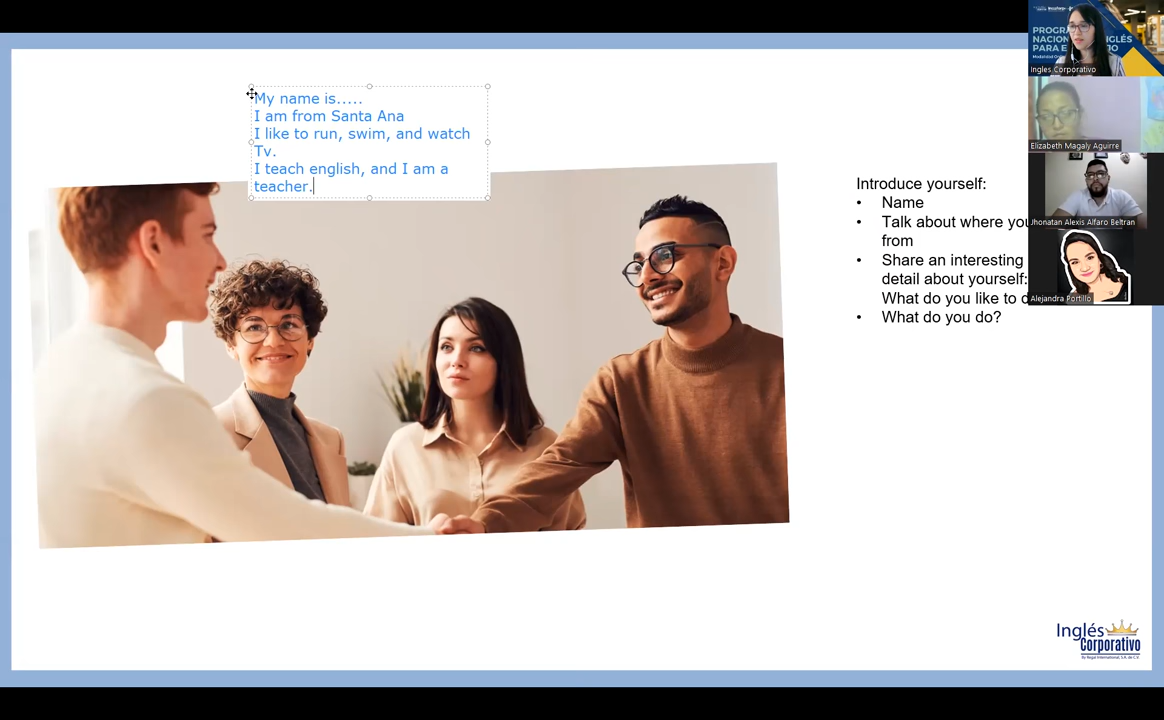 My name is.....
I am from Santa Ana
I like to run, swim, and watch
Tv.
I teach english, and I am a
teacher.
Introduce yourself:
• Name
• Talk about where you
from
• Share an interesting
detail about yourself:
What do you like to d
• What do you do?
PROGR
NACION INGLÉS
PARA E JO
Ingles Corporativo
Elizabeth Magaly Aguirre
Jhonatan Alexis Alfaro Beltran
Alejandra Portillo
Inglés
Corporativo